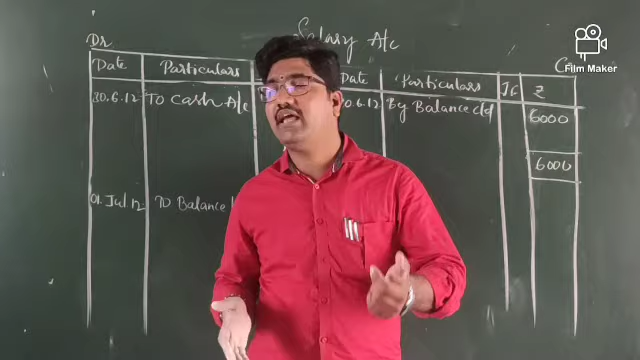 Salary A/c
Dr
Date Particulars Date Particulars JF ₹
30.6.12 To Cash A/c By Balance c/d 6000
6000
01. Jul 12 To Balance
Film Maker